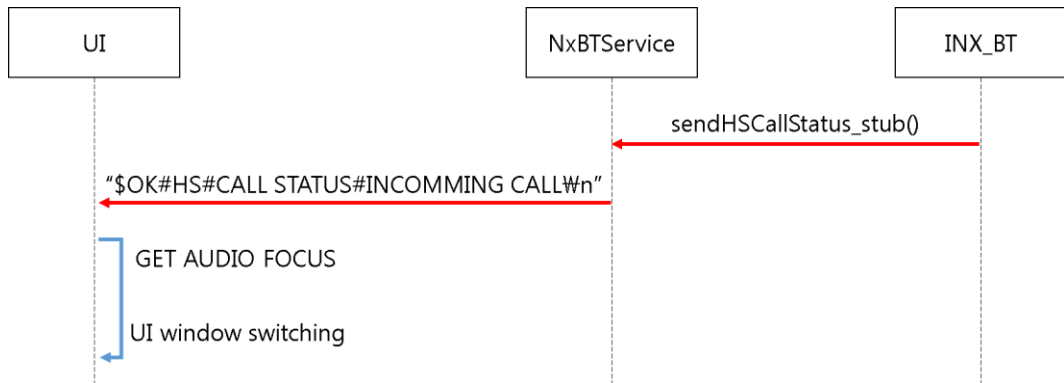 UI
NxBTService
INX_BT
sendHSCallStatus_stub()
“$OK#HS#CALL STATUS#INCOMMING CALL₩n”
GET AUDIO FOCUS
UI window switching